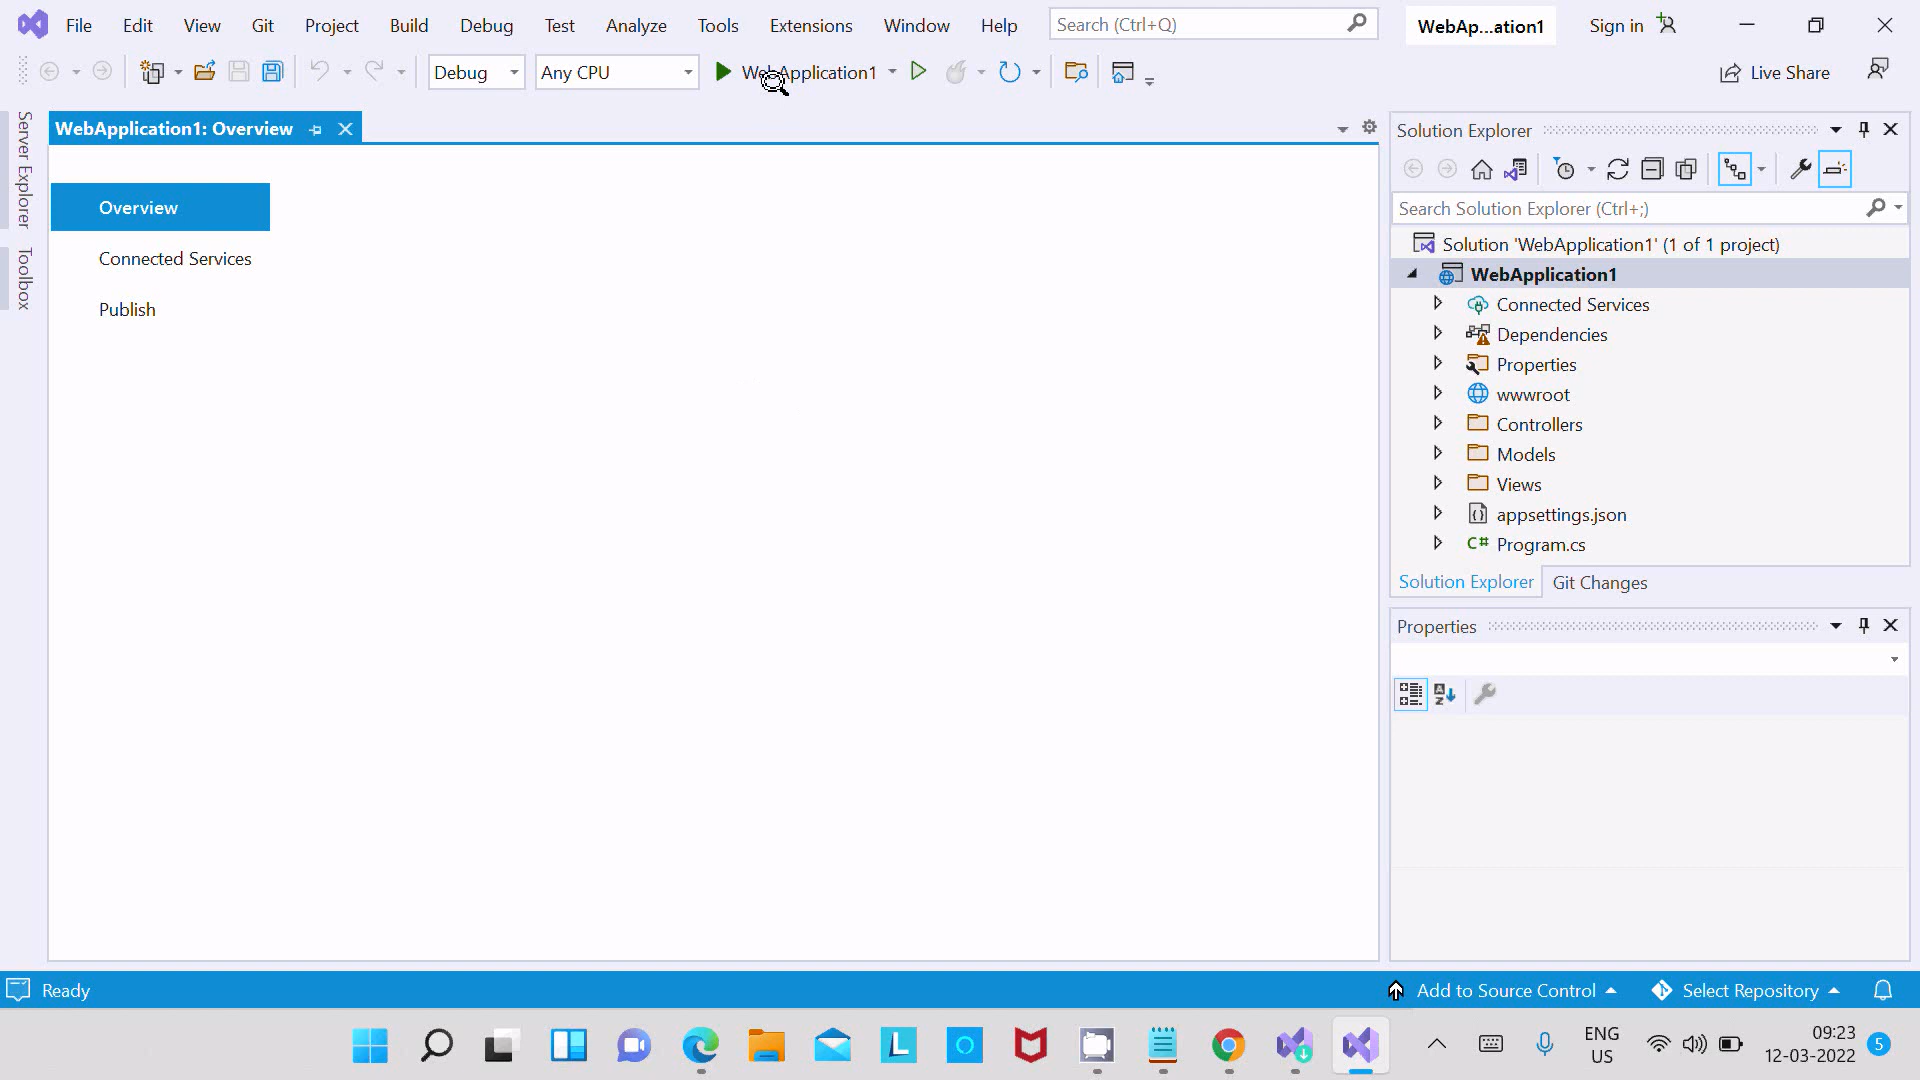 File Edit View Git Project Build Debug Test Analyze Tools Extensions Window Help Search (Ctrl+Q) WebAp...ation1 Sign in
Debug Any CPU WebApplication1 Live Share
Server Explorer
Toolbox
WebApplication1: Overview
Overview
Connected Services
Publish
Solution Explorer
Search Solution Explorer (Ctrl+;)
Solution 'WebApplication1' (1 of 1 project)
WebApplication1
Connected Services
Dependencies
Properties
wwwroot
Controllers
Models
Views
appsettings.json
C# Program.cs
Solution Explorer Git Changes
Properties
Ready Add to Source Control Select Repository
ENG
US
09:23
12-03-2022
5